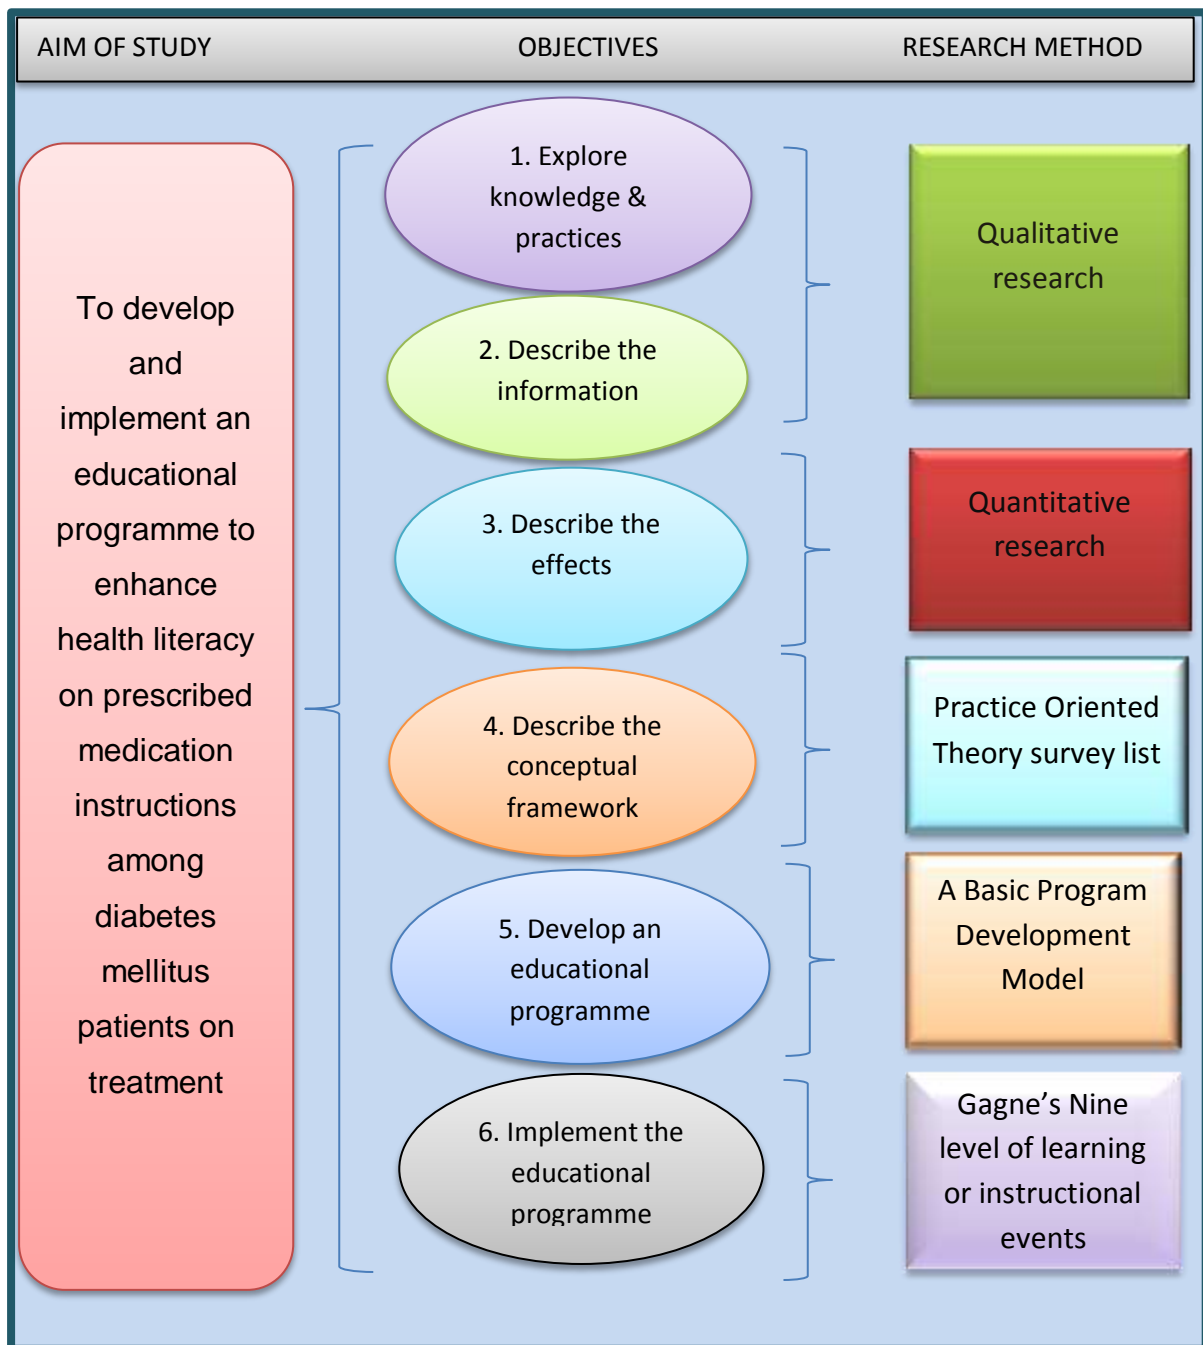 AIM OF STUDY
OBJECTIVES
RESEARCH METHOD
To develop
and
implement an
educational
programme to
enhance
health literacy
on prescribed
medication
instructions
among
diabetes
mellitus
patients on
treatment
1. Explore
knowledge &
practices
2. Describe the
information
3. Describe the
effects
4. Describe the
conceptual
framework
5. Develop an
educational
programme
6. Implement the
educational
programme
Qualitative
research
Quantitative
research
Practice Oriented
Theory survey list
A Basic Program
Development
Model
Gagne’s Nine
level of learning
or instructional
events